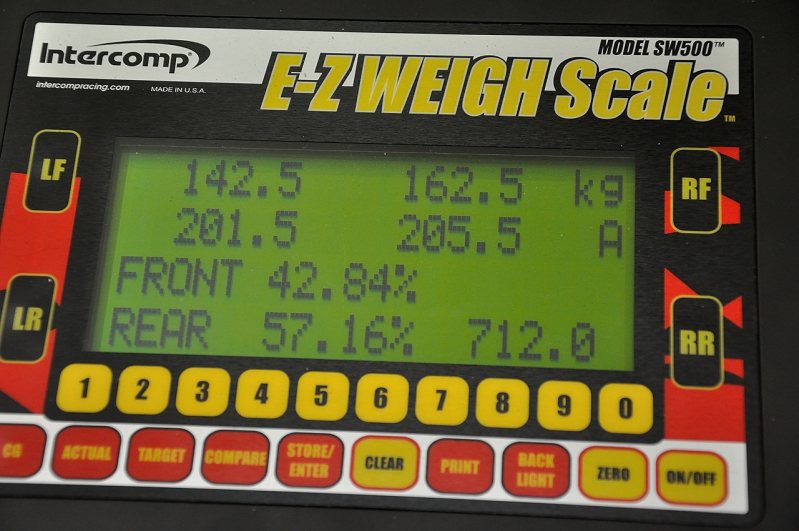 Intercomp
MODEL SW500™
intercompracing.com MADE IN U.S.A.
E-Z WEIGH Scale™
LF
142.5 162.5 kg
RF
201.5 205.5 A
FRONT 42.84%
LR
REAR 57.16% 712.0
RR
1 2 3 4 5 6 7 8 9 0
CG ACTUAL TARGET COMPARE STORE/ENTER CLEAR PRINT BACK LIGHT ZERO ON/OFF